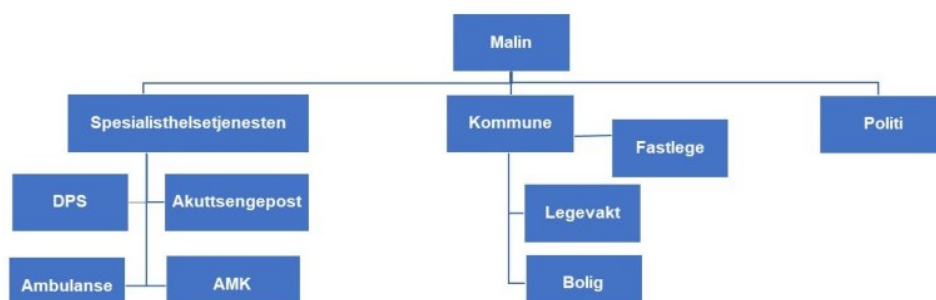 Malin
Spesialisthelsetjenesten
Kommune
Politi
Fastlege
DPS
Akuttsengepost
Legevakt
Ambulanse
AMK
Bolig